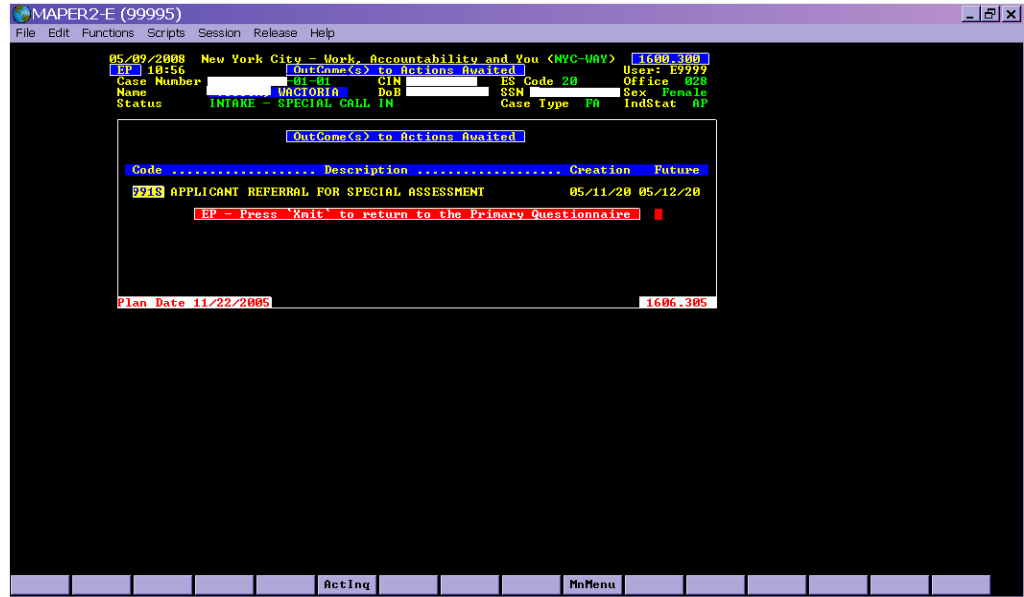 MAPER2-E (99995)
File Edit Functions Scripts Session Release Help
05/09/2008 New York City - Work, Accountability and You (NYC-WAY) 1600.300
EP 10:56 OutCome(s) to Actions Awaited User: E9999
Case Number -01-01 CIN ES Code 20 Office 028
Name WACTORIA DoB SSN Sex Female
Status INTAKE - SPECIAL CALL IN Case Type FA IndStat AP
OutCome(s) to Actions Awaited
Code ................... Description ................... Creation Future
991S APPLICANT REFERRAL FOR SPECIAL ASSESSMENT 05/11/20 05/12/20
EP - Press `Xmit` to return to the Primary Questionnaire
Plan Date 11/22/2005 1606.305
ActInq MnMenu